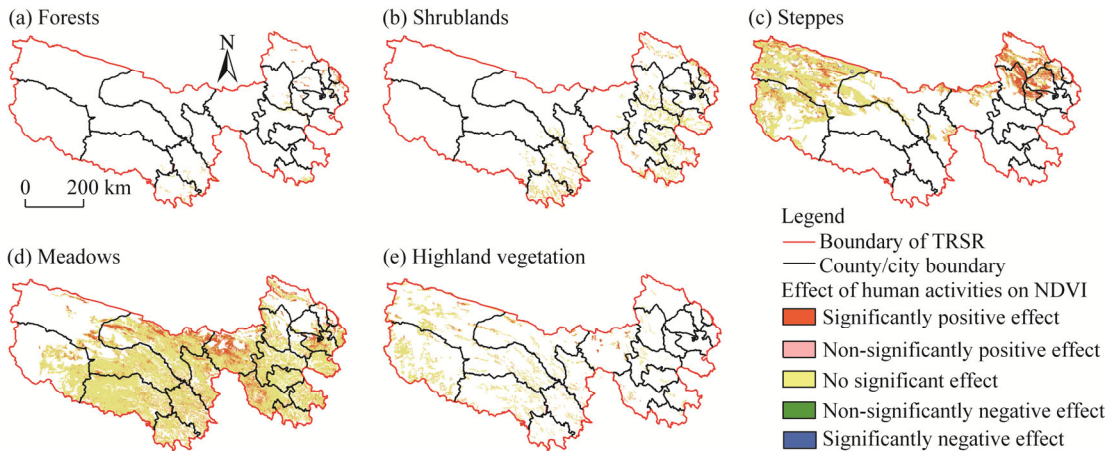 (a) Forests
(b) Shrublands
(c) Steppes
N
0 200 km
(d) Meadows
(e) Highland vegetation
Legend
Boundary of TRSR
County/city boundary
Effect of human activities on NDVI
Significantly positive effect
Non-significantly positive effect
No significant effect
Non-significantly negative effect
Significantly negative effect